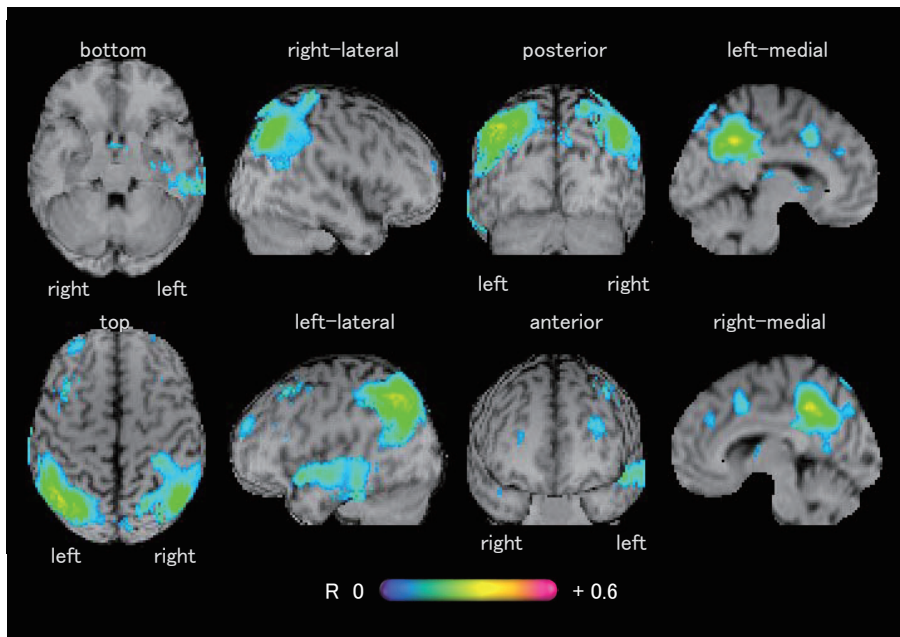 bottom
right-lateral
posterior
left-medial
right
left
left
right
top
left-lateral
anterior
right-medial
left
right
right
left
R 0
+ 0.6